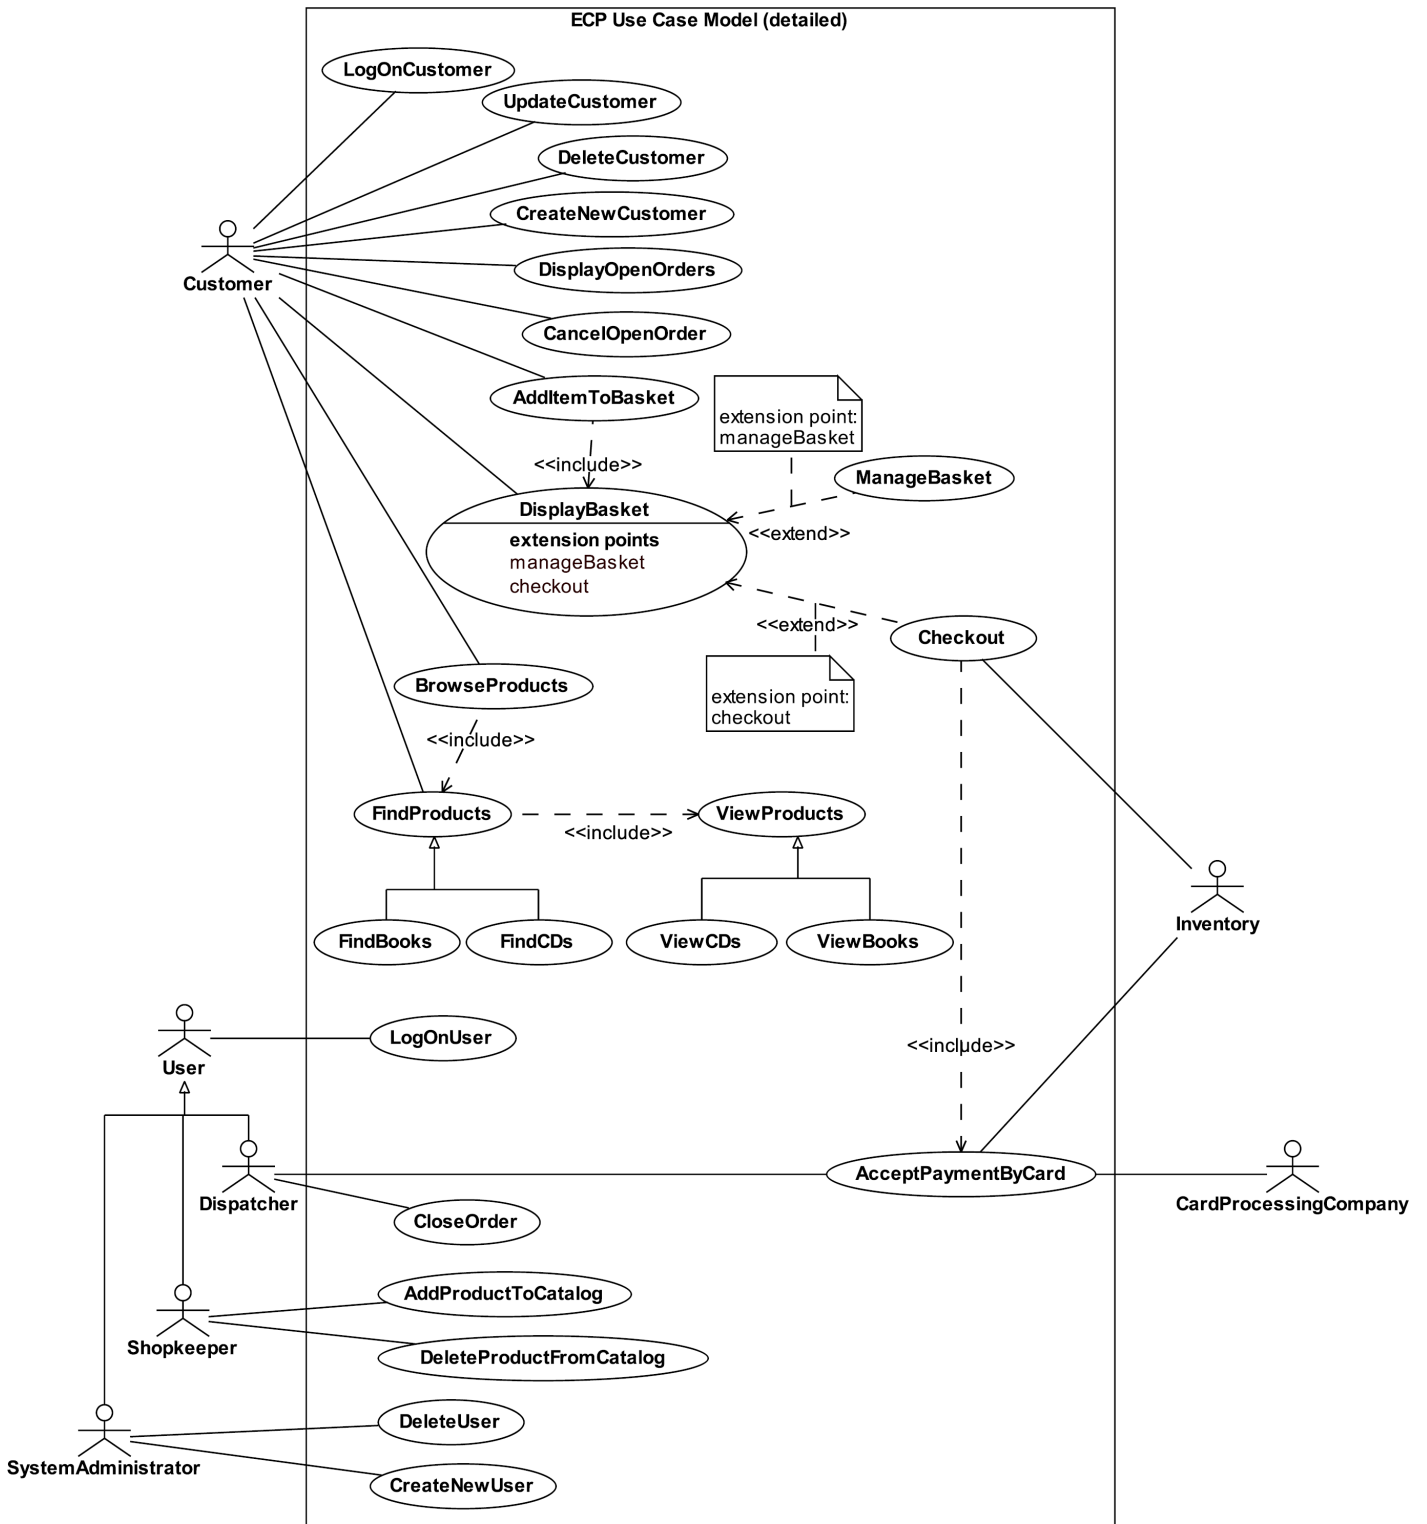 ECP Use Case Model (detailed)
LogOnCustomer
UpdateCustomer
DeleteCustomer
CreateNewCustomer
DisplayOpenOrders
Customer
CancelOpenOrder
AddItemToBasket
extension point:
manageBasket
<<include>>
ManageBasket
DisplayBasket
<<extend>>
extension points
manageBasket
checkout
<<extend>>
Checkout
BrowseProducts
extension point:
checkout
<<include>>
FindProducts
ViewProducts
<<include>>
FindBooks
FindCDs
ViewCDs
ViewBooks
Inventory
LogOnUser
<<include>>
User
AcceptPaymentByCard
Dispatcher
CardProcessingCompany
CloseOrder
AddProductToCatalog
Shopkeeper
DeleteProductFromCatalog
DeleteUser
SystemAdministrator
CreateNewUser